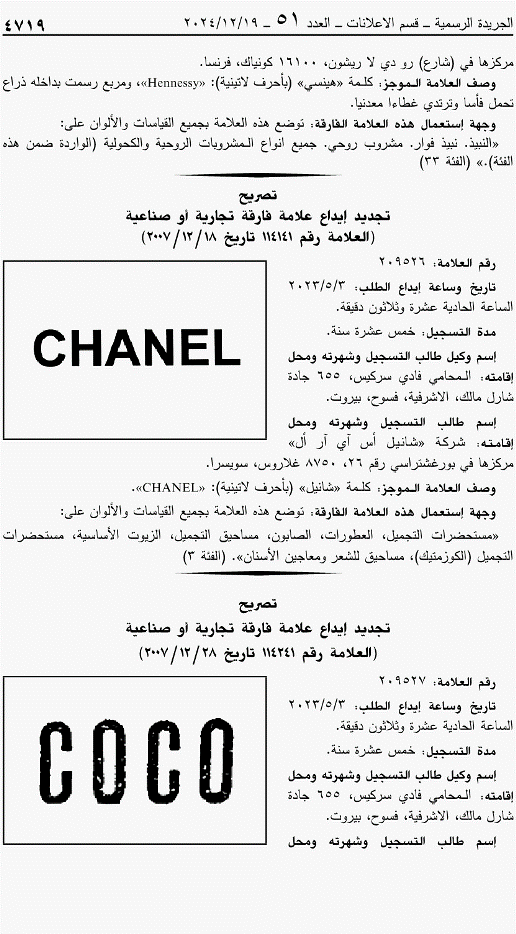 الجريدة الرسمية – قسم الاعلانات – العدد ٥١ – ٢٠٢٤/١٢/١٩
٤٧١٩
مركزها في (شارع) رو دي لا ريشون، ١٦١٠٠ كونياك، فرنسا.
وصف العلامة الموجز: كلمة «هينسي» (بأحرف لاتينية): «Hennessy»، ومربع رسمت بداخله ذراع
تحمل فأسا وترتدي غطاءا معدنيا.
وجهة إستعمال هذه العلامة الفارقة: توضع هذه العلامة بجميع القياسات والألوان على:
«النبيذ. نبيذ فوار. مشروب روحي. جميع انواع المشروبات الروحية والكحولية (الواردة ضمن هذه
الفئة).» (الفئة ٣٣)
تصريح
تجديد إيداع علامة فارقة تجارية أو صناعية
(العلامة رقم ١١٤١٤١ تاريخ ٢٠٠٧/١٢/١٨)
رقم العلامة: ٢٠٩٥٢٦
تاريخ وساعة إيداع الطلب: ٢٠٢٣/٥/٣
الساعة الحادية عشرة وثلاثون دقيقة.
مدة التسجيل: خمس عشرة سنة.
إسم وكيل طالب التسجيل وشهرته ومحل
إقامته: المحامي فادي سركيس، ٦٥٥ جادة
شارل مالك، الاشرفية، فسوح، بيروت.
إسم طالب التسجيل وشهرته ومحل
إقامته: شركة «شانيل أس آي آر أل»
CHANEL
مركزها في بورغشتراسي رقم ٢٦، ٨٧٥٠ غلاروس، سويسرا.
وصف العلامة الموجز: كلمة «شانيل» (بأحرف لاتينية): «CHANEL».
وجهة إستعمال هذه العلامة الفارقة: توضع هذه العلامة بجميع القياسات والألوان على:
«مستحضرات التجميل، العطورات، الصابون، مساحيق التجميل، الزيوت الأساسية، مستحضرات
التجميل (الكوزمتيك)، مساحيق للشعر ومعاجين الأسنان». (الفئة ٣)
تصريح
تجديد إيداع علامة فارقة تجارية أو صناعية
(العلامة رقم ١١٤٢٤١ تاريخ ٢٠٠٧/١٢/٢٨)
رقم العلامة: ٢٠٩٥٢٧
تاريخ وساعة إيداع الطلب: ٢٠٢٣/٥/٣
الساعة الحادية عشرة وثلاثون دقيقة.
مدة التسجيل: خمس عشرة سنة.
إسم وكيل طالب التسجيل وشهرته ومحل
إقامته: المحامي فادي سركيس، ٦٥٥ جادة
شارل مالك، الاشرفية، فسوح، بيروت.
إسم طالب التسجيل وشهرته ومحل
COCO